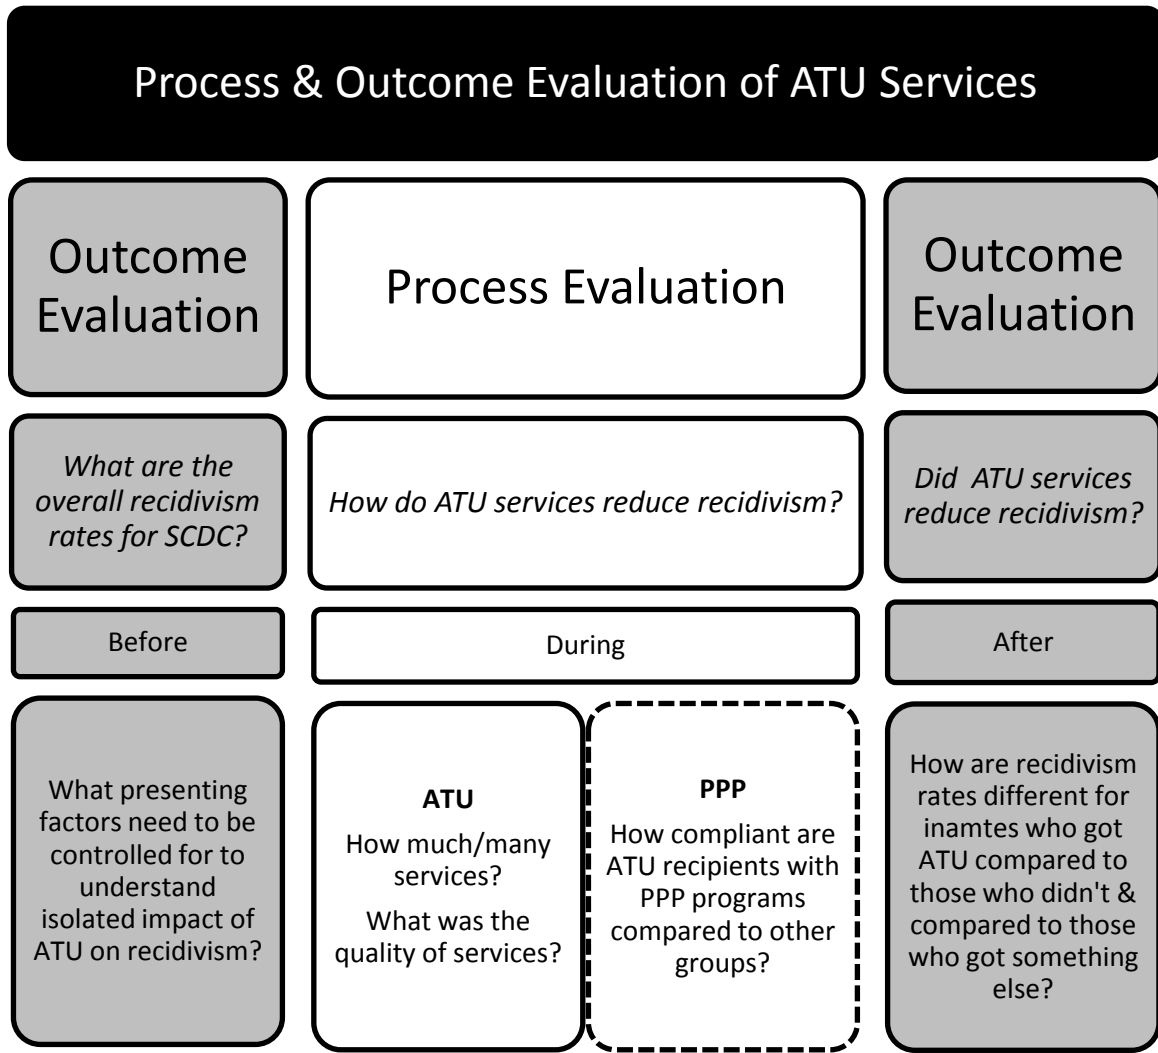 Process & Outcome Evaluation of ATU Services
Outcome
Evaluation
Process Evaluation
Outcome
Evaluation
What are the
overall recidivism
rates for SCDC?
How do ATU services reduce recidivism?
Did ATU services
reduce recidivism?
Before
During
After
What presenting
factors need to be
controlled for to
understand
isolated impact of
ATU on recidivism?
ATU
How much/many
services?
What was the
quality of services?
PPP
How compliant are
ATU recipients with
PPP programs
compared to other
groups?
How are recidivism
rates different for
inamtes who got
ATU compared to
those who didn't &
compared to those
who got something
else?